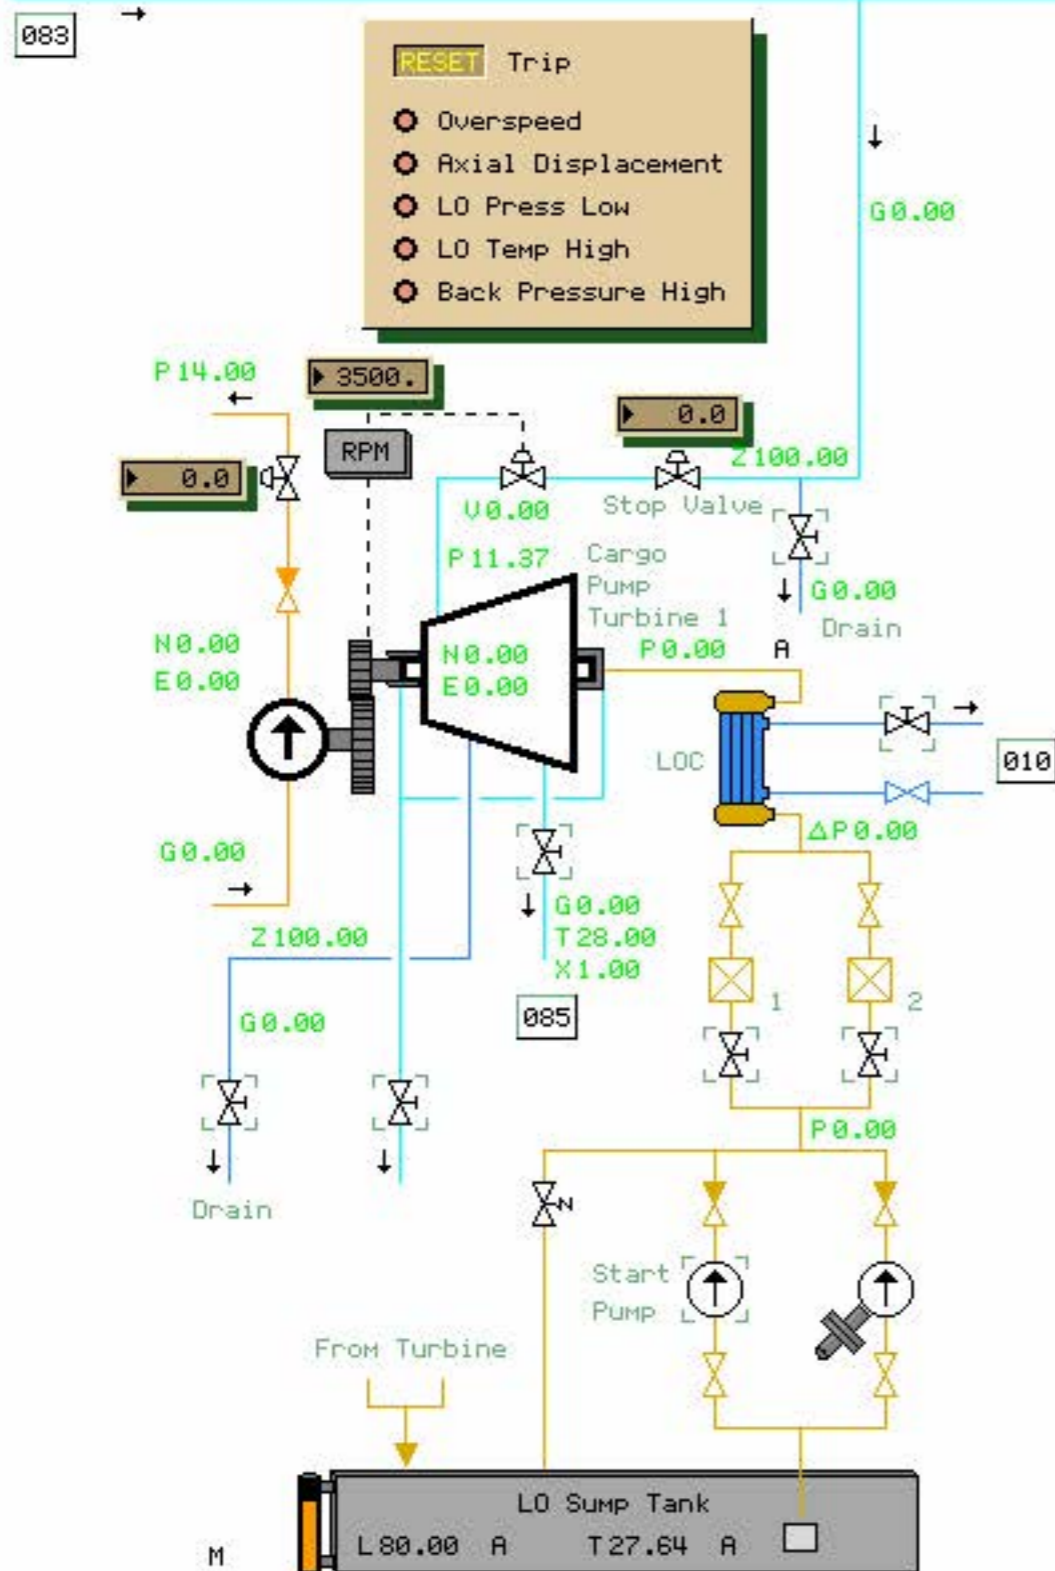 083
RESET Trip
Overspeed
Axial Displacement
LO Press Low
LO Temp High
Back Pressure High
G0.00
P14.00
3500.
0.0
RPM
0.0
Z100.00
V0.00
Stop Valve
P11.37
Cargo
Pump
Turbine 1
G0.00
Drain
N0.00
E0.00
N0.00
E0.00
P0.00
A
LOC
010
ΔP0.00
G0.00
G0.00
T28.00
X1.00
085
Z100.00
G0.00
1
2
P0.00
Drain
N
Start
Pump
From Turbine
LO Sump Tank
L80.00 A T27.64 A
M